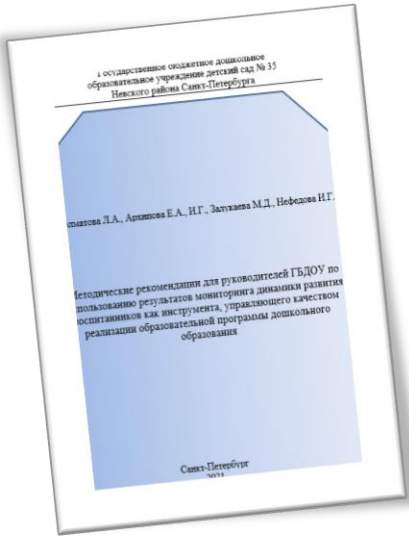 Государственное бюджетное дошкольное
образовательное учреждение детский сад № 35
Невского района Санкт-Петербурга
Л.А., Архипова Е.А., И.Г., Залукаева М.Д., Нефедова И.Г.
Методические рекомендации для руководителей ГБДОУ по
использованию результатов мониторинга динамики развития
воспитанников как инструмента, управляющего качеством
реализации образовательной программы дошкольного
образования
Санкт-Петербург
2021